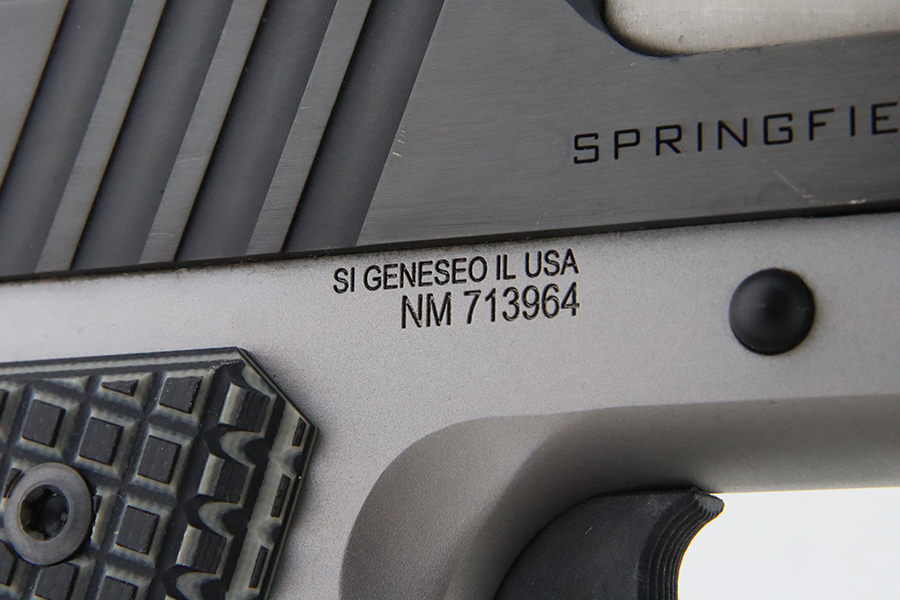 SPRINGFIE
SI GENESEO IL USA
NM 713964